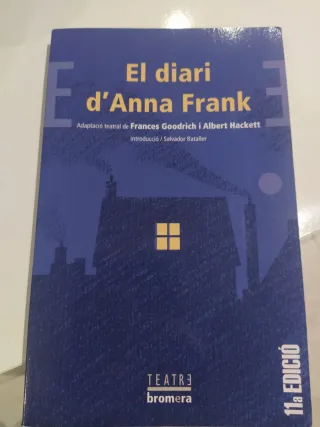 El diari
d'Anna Frank
Adaptació teatral de Frances Goodrich i Albert Hackett
Introducció / Salvador Bataller
TEATRE
bromera
11a EDICIÓ